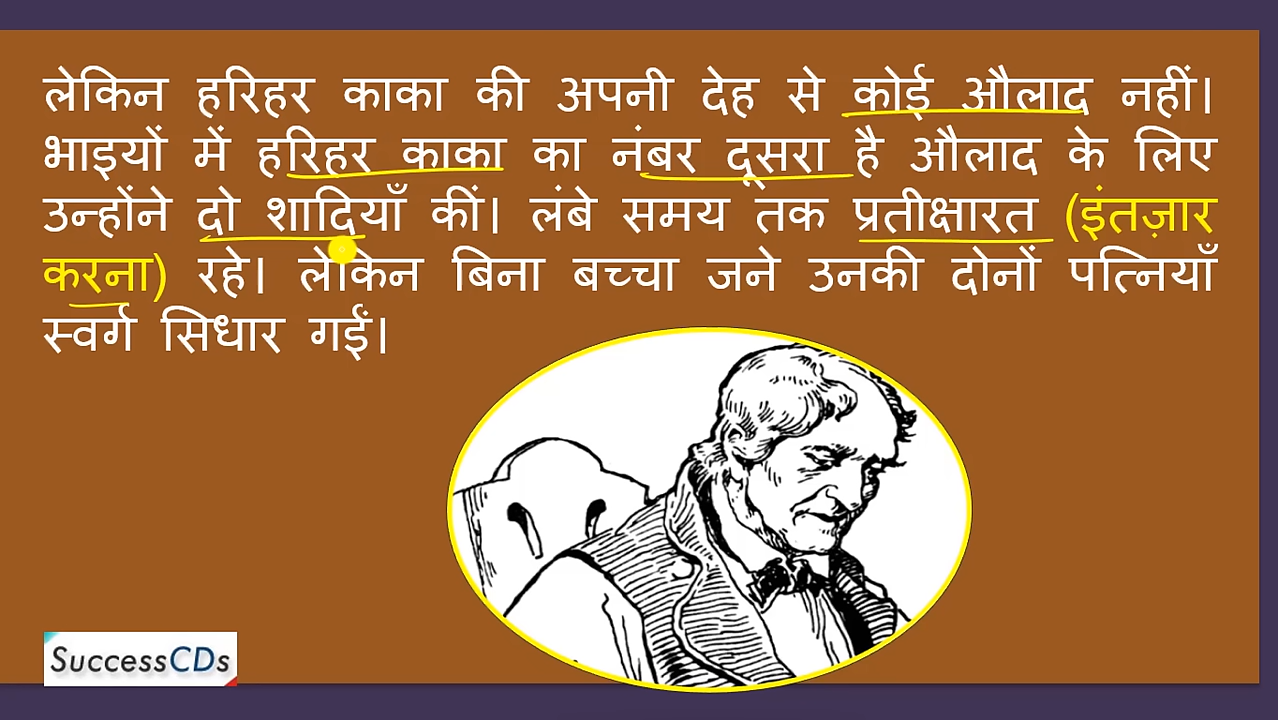 लेकिन हरिहर काका की अपनी देह से कोई औलाद नहीं।
भाइयों में हरिहर काका का नंबर दूसरा है औलाद के लिए
उन्होंने दो शादियाँ कीं। लंबे समय तक प्रतीक्षारत (इंतज़ार
करना) रहे। लेकिन बिना बच्चा जने उनकी दोनों पत्नियाँ
स्वर्ग सिधार गईं।
SuccessCDs